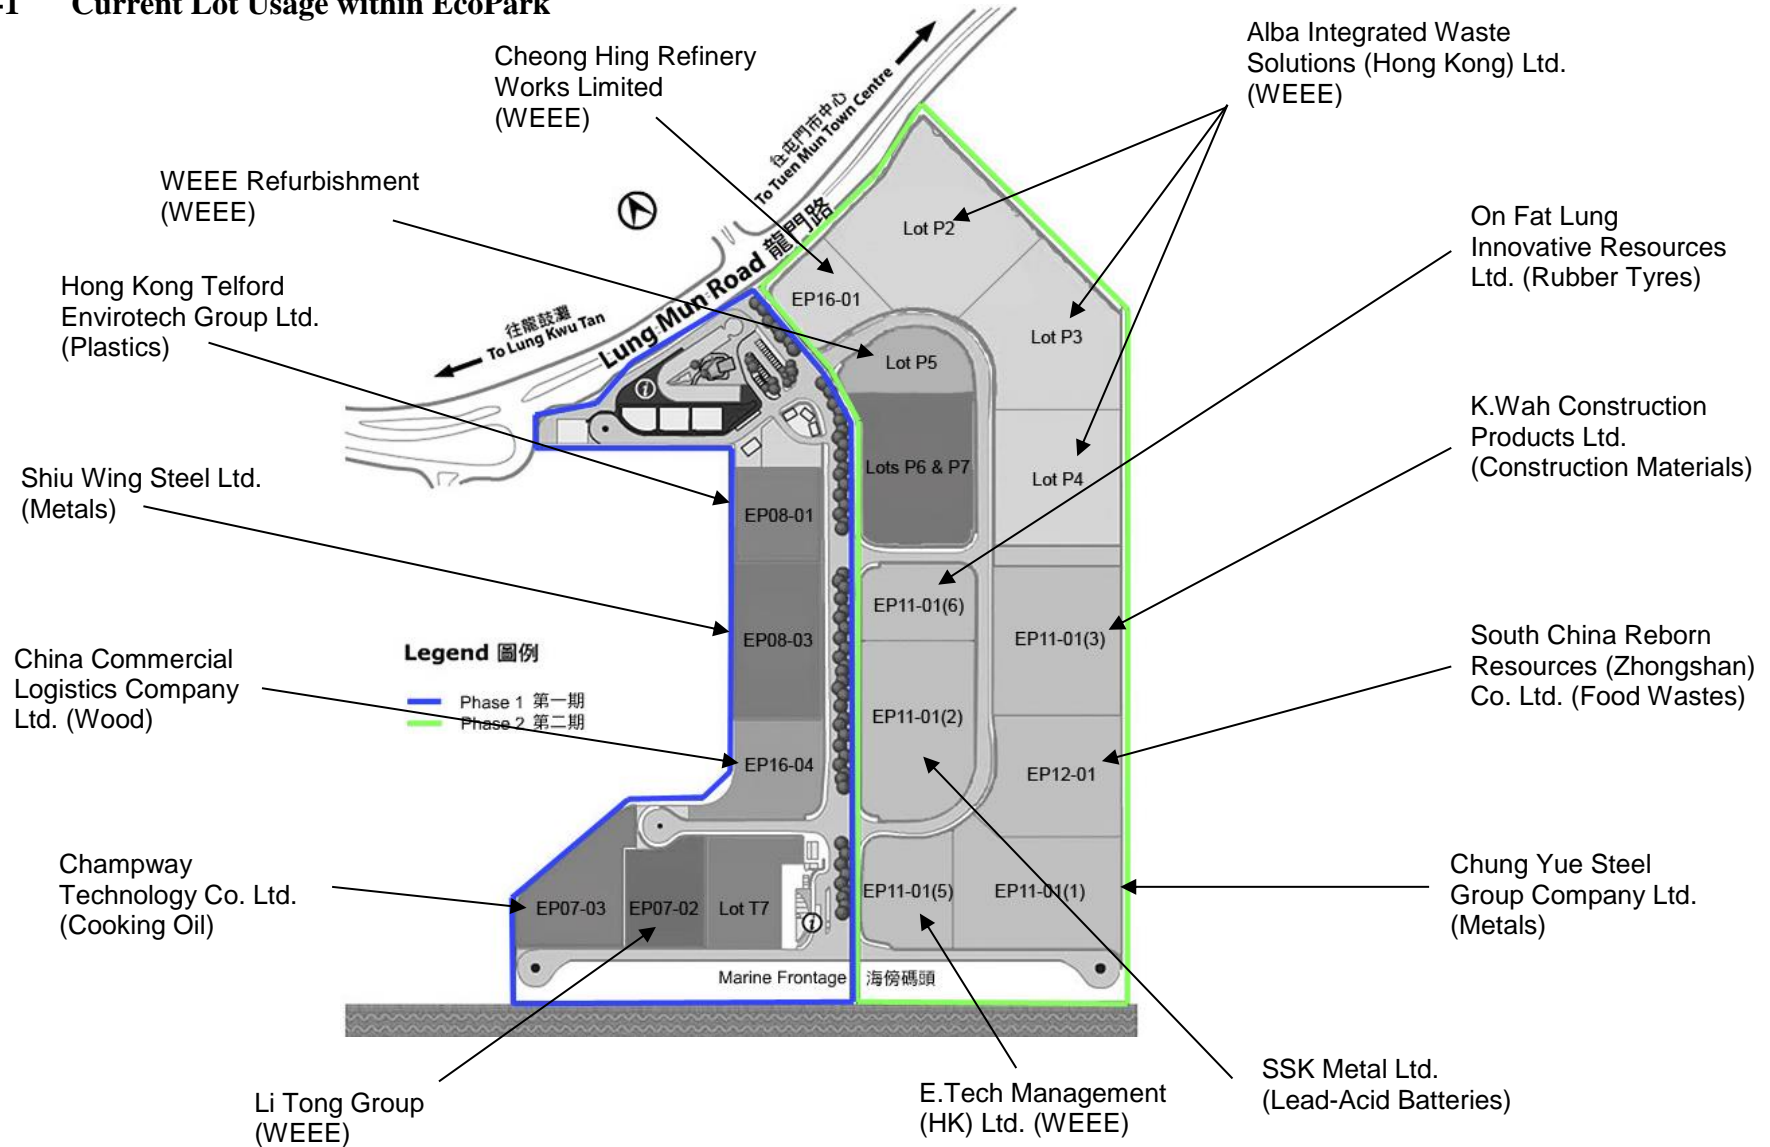 -1 Current Lot Usage within EcoPark
Cheong Hing Refinery
Works Limited
(WEEE)
Alba Integrated Waste
Solutions (Hong Kong) Ltd.
(WEEE)
往屯門市中心
To Tuen Mun Town Centre
WEEE Refurbishment
(WEEE)
On Fat Lung
Innovative Resources
Ltd. (Rubber Tyres)
Hong Kong Telford
Envirotech Group Ltd.
(Plastics)
往龍鼓灘
To Lung Kwu Tan
Lung Mun Road 龍門路
Lot P2
EP16-01
Lot P3
Lot P5
K.Wah Construction
Products Ltd.
(Construction Materials)
Lots P6 & P7
Lot P4
Shiu Wing Steel Ltd.
(Metals)
EP08-01
EP11-01(6)
EP08-03
EP11-01(3)
South China Reborn
Resources (Zhongshan)
Co. Ltd. (Food Wastes)
China Commercial
Logistics Company
Ltd. (Wood)
Legend 圖例
Phase 1 第一期
Phase 2 第二期
EP11-01(2)
EP16-04
EP12-01
Champway
Technology Co. Ltd.
(Cooking Oil)
EP07-03
EP07-02
Lot T7
i
i
EP11-01(5)
EP11-01(1)
Chung Yue Steel
Group Company Ltd.
(Metals)
Marine Frontage 海傍碼頭
Li Tong Group
(WEEE)
E.Tech Management
(HK) Ltd. (WEEE)
SSK Metal Ltd.
(Lead-Acid Batteries)